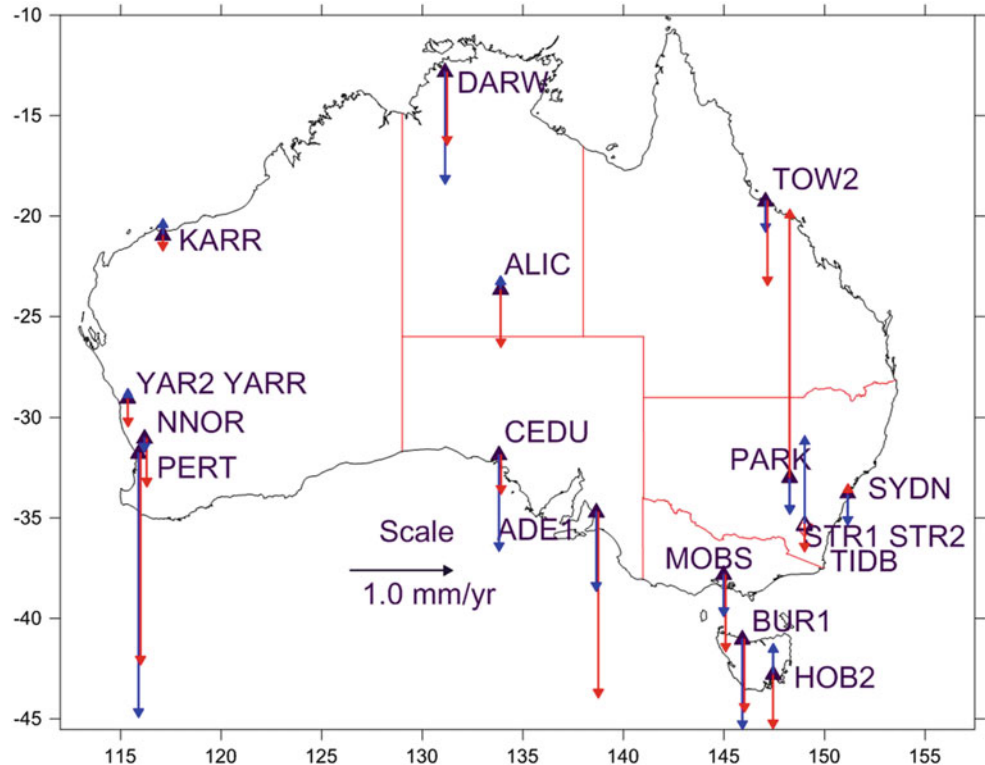 -10
DARW
-15
TOW2
-20
KARR
ALIC
-25
YAR2 YARR
-30
NNOR
CEDU
PERT
PARK
SYDN
-35
Scale
ADE1
STR1 STR2
MOBS
TIDB
1.0 mm/yr
-40
BUR1
HOB2
-45
115 120 125 130 135 140 145 150 155